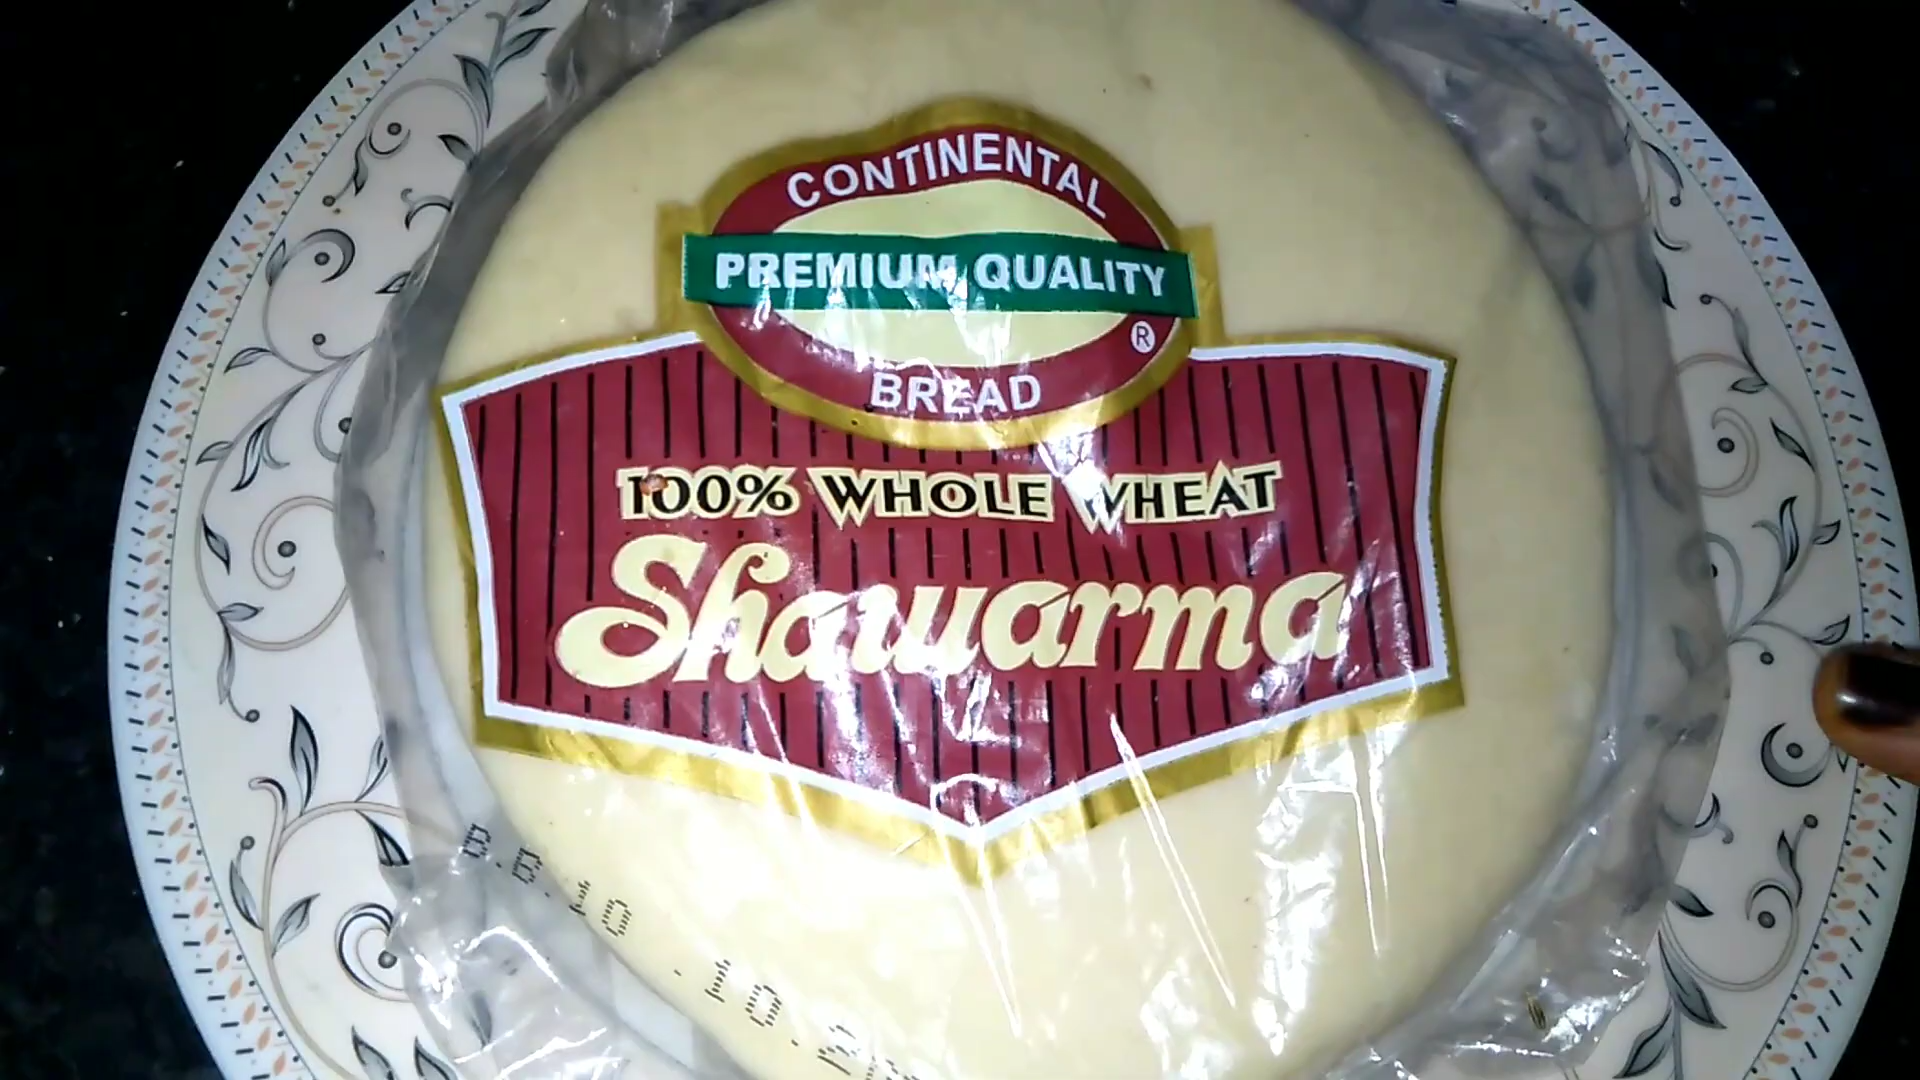 CONTINENTAL
PREMIUM QUALITY
®
BREAD
100% WHOLE WHEAT
Shawarma